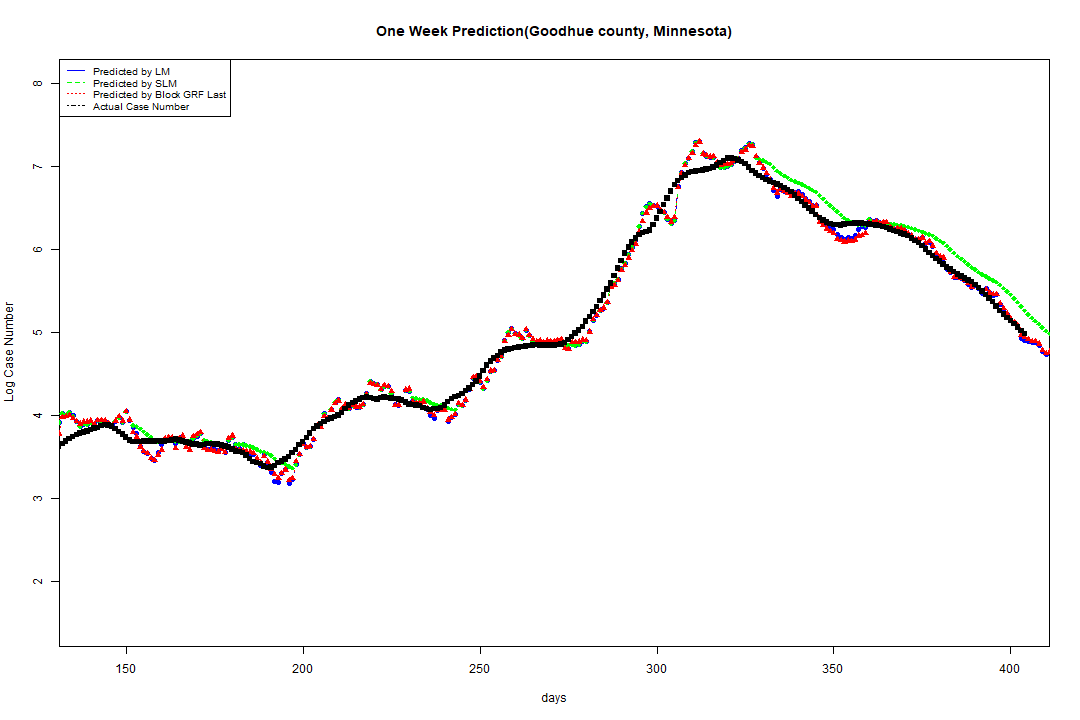 One Week Prediction(Goodhue county, Minnesota)
Predicted by LM
Predicted by SLM
Predicted by Block GRF Last
Actual Case Number
8
7
6
5
4
3
2
Log Case Number
150 200 250 300 350 400
days